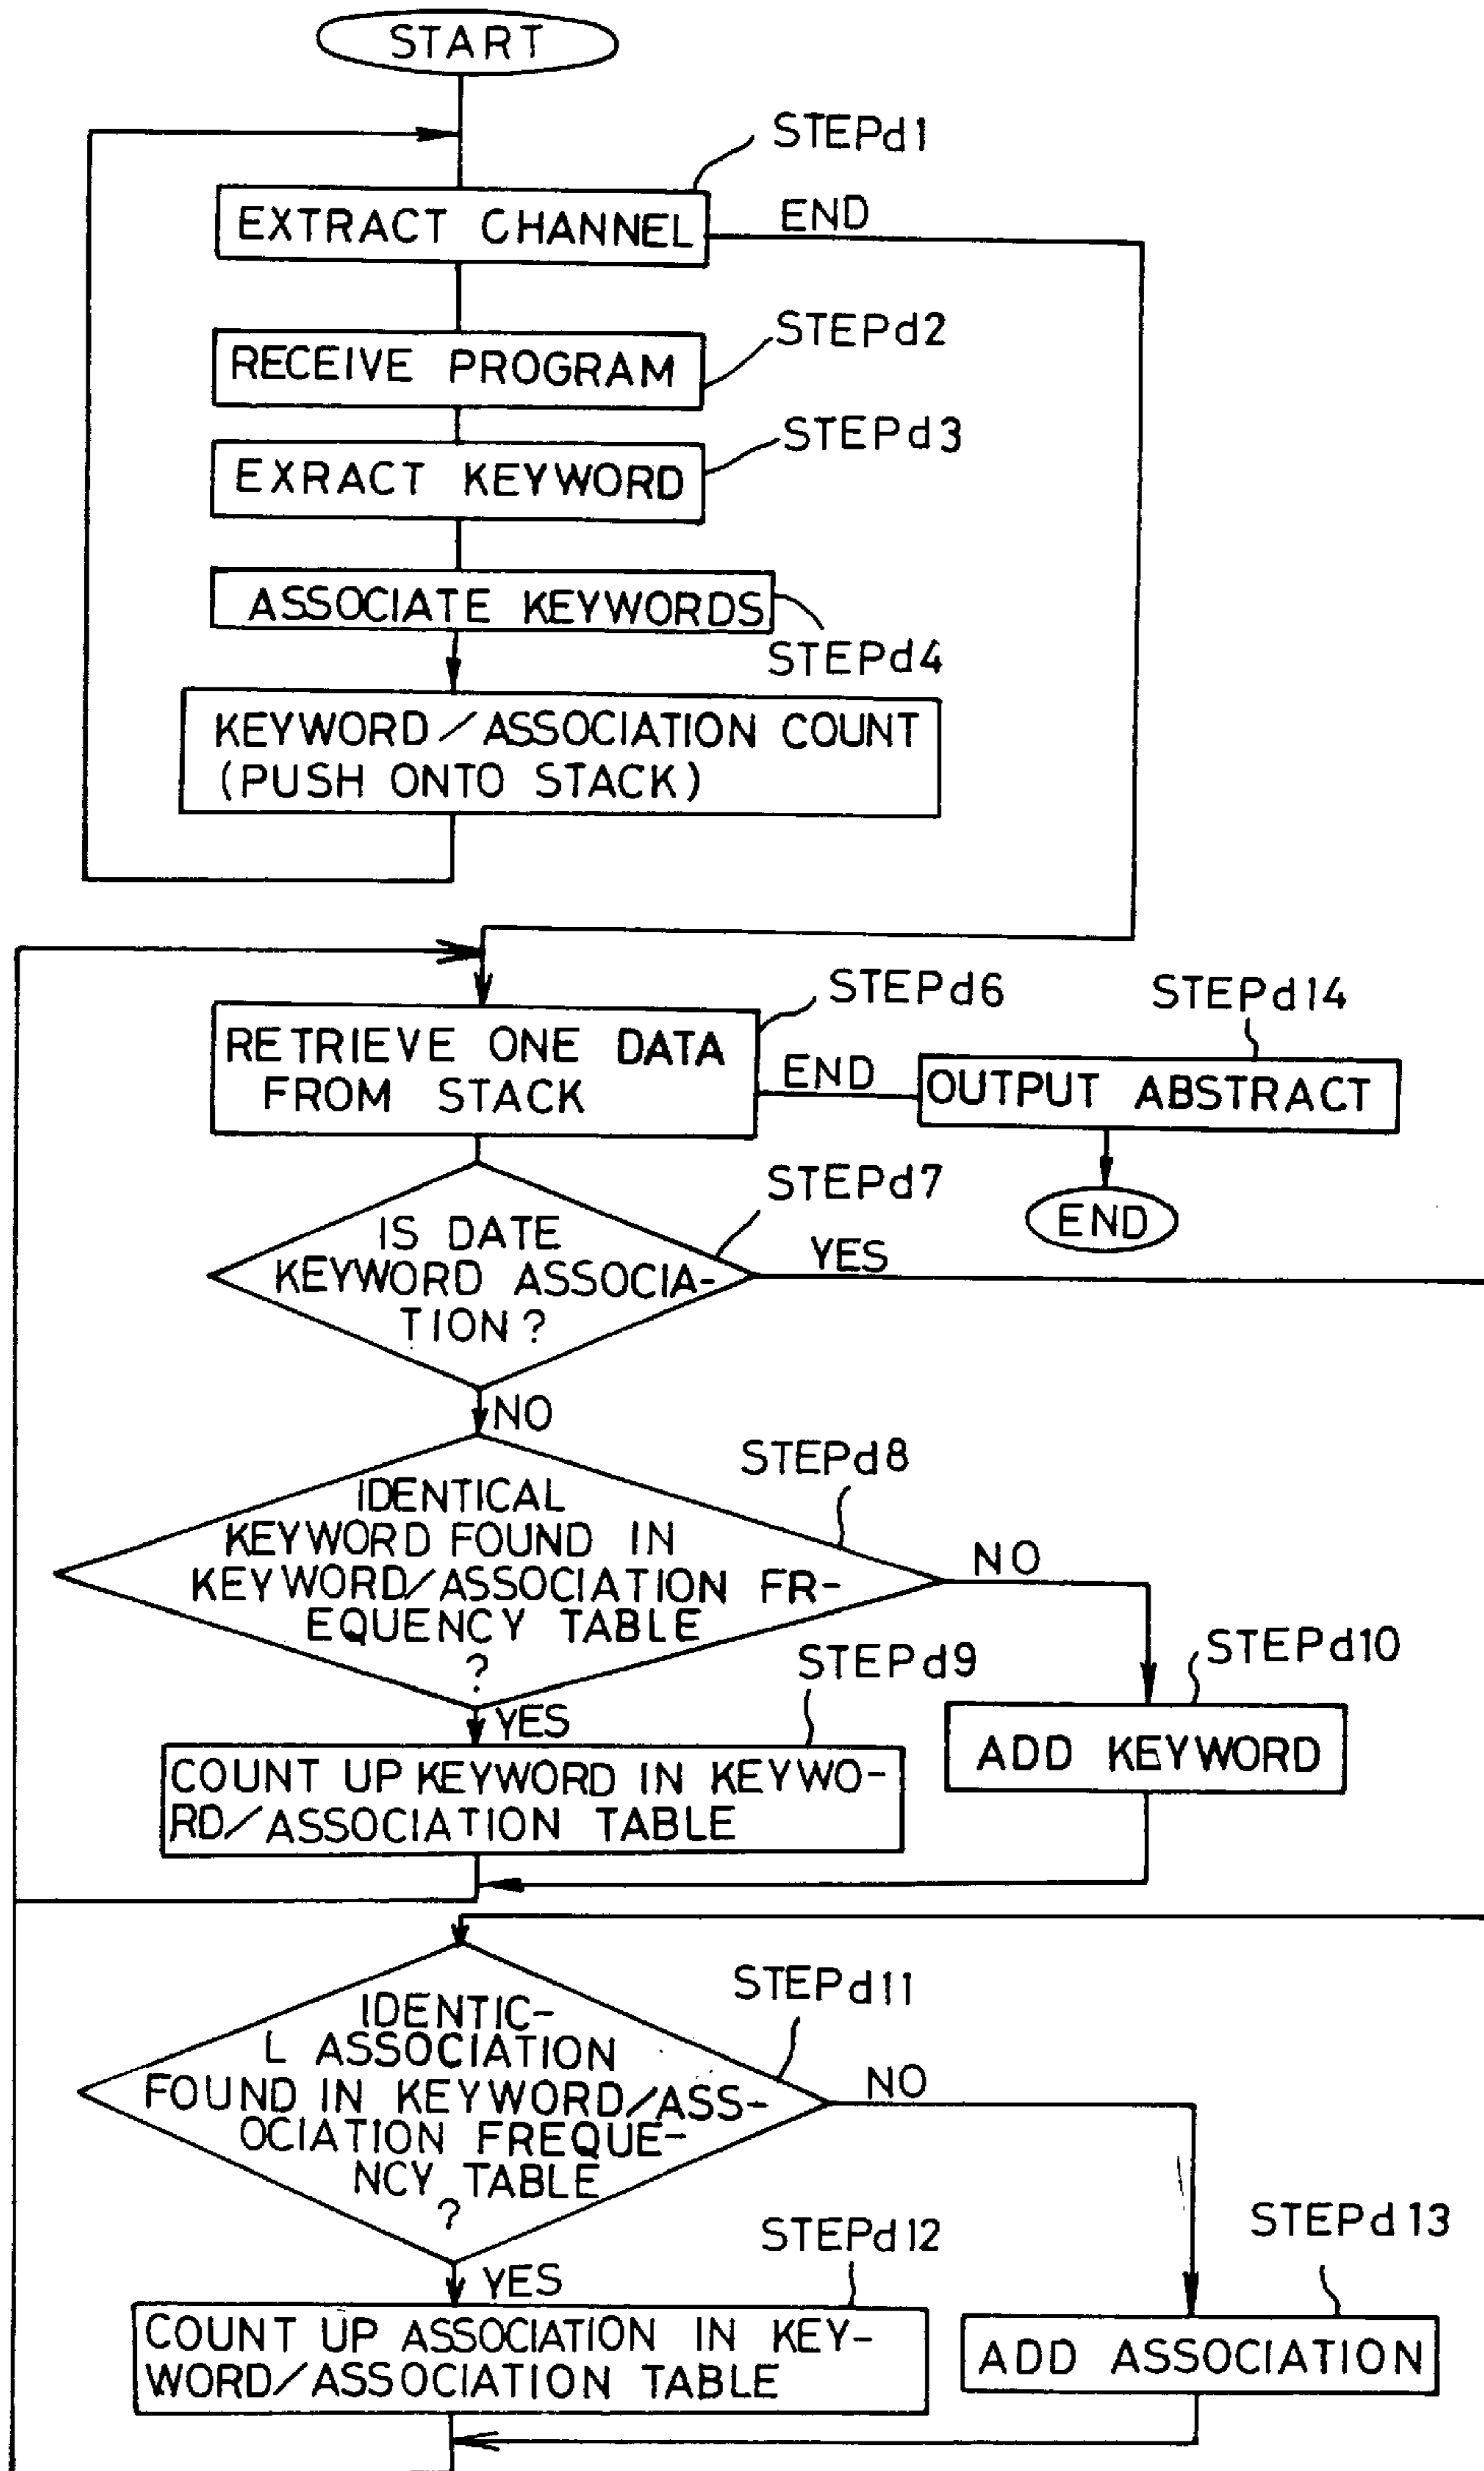 START
STEPd1
EXTRACT CHANNEL
END
STEPd2
RECEIVE PROGRAM
STEPd3
EXRACT KEYWORD
ASSOCIATE KEYWORDS
STEPd4
KEYWORD/ASSOCIATION COUNT
(PUSH ONTO STACK)
STEPd6
STEPd14
RETRIEVE ONE DATA
FROM STACK
END
OUTPUT ABSTRACT
END
STEPd7
IS DATE
KEYWORD ASSOCIA-
TION?
YES
NO
STEPd8
IDENTICAL
KEYWORD FOUND IN
KEYWORD/ASSOCIATION FR-
EQUENCY TABLE
?
NO
STEPd9
STEPd10
YES
COUNT UP KEYWORD IN KEYWO-
RD/ASSOCIATION TABLE
ADD KEYWORD
STEPd11
IDENTIC-
L ASSOCIATION
FOUND IN KEYWORD/ASS-
OCIATION FREQUE-
NCY TABLE
?
NO
STEPd12
STEPd13
YES
COUNT UP ASSOCIATION IN KEY-
WORD/ASSOCIATION TABLE
ADD ASSOCIATION